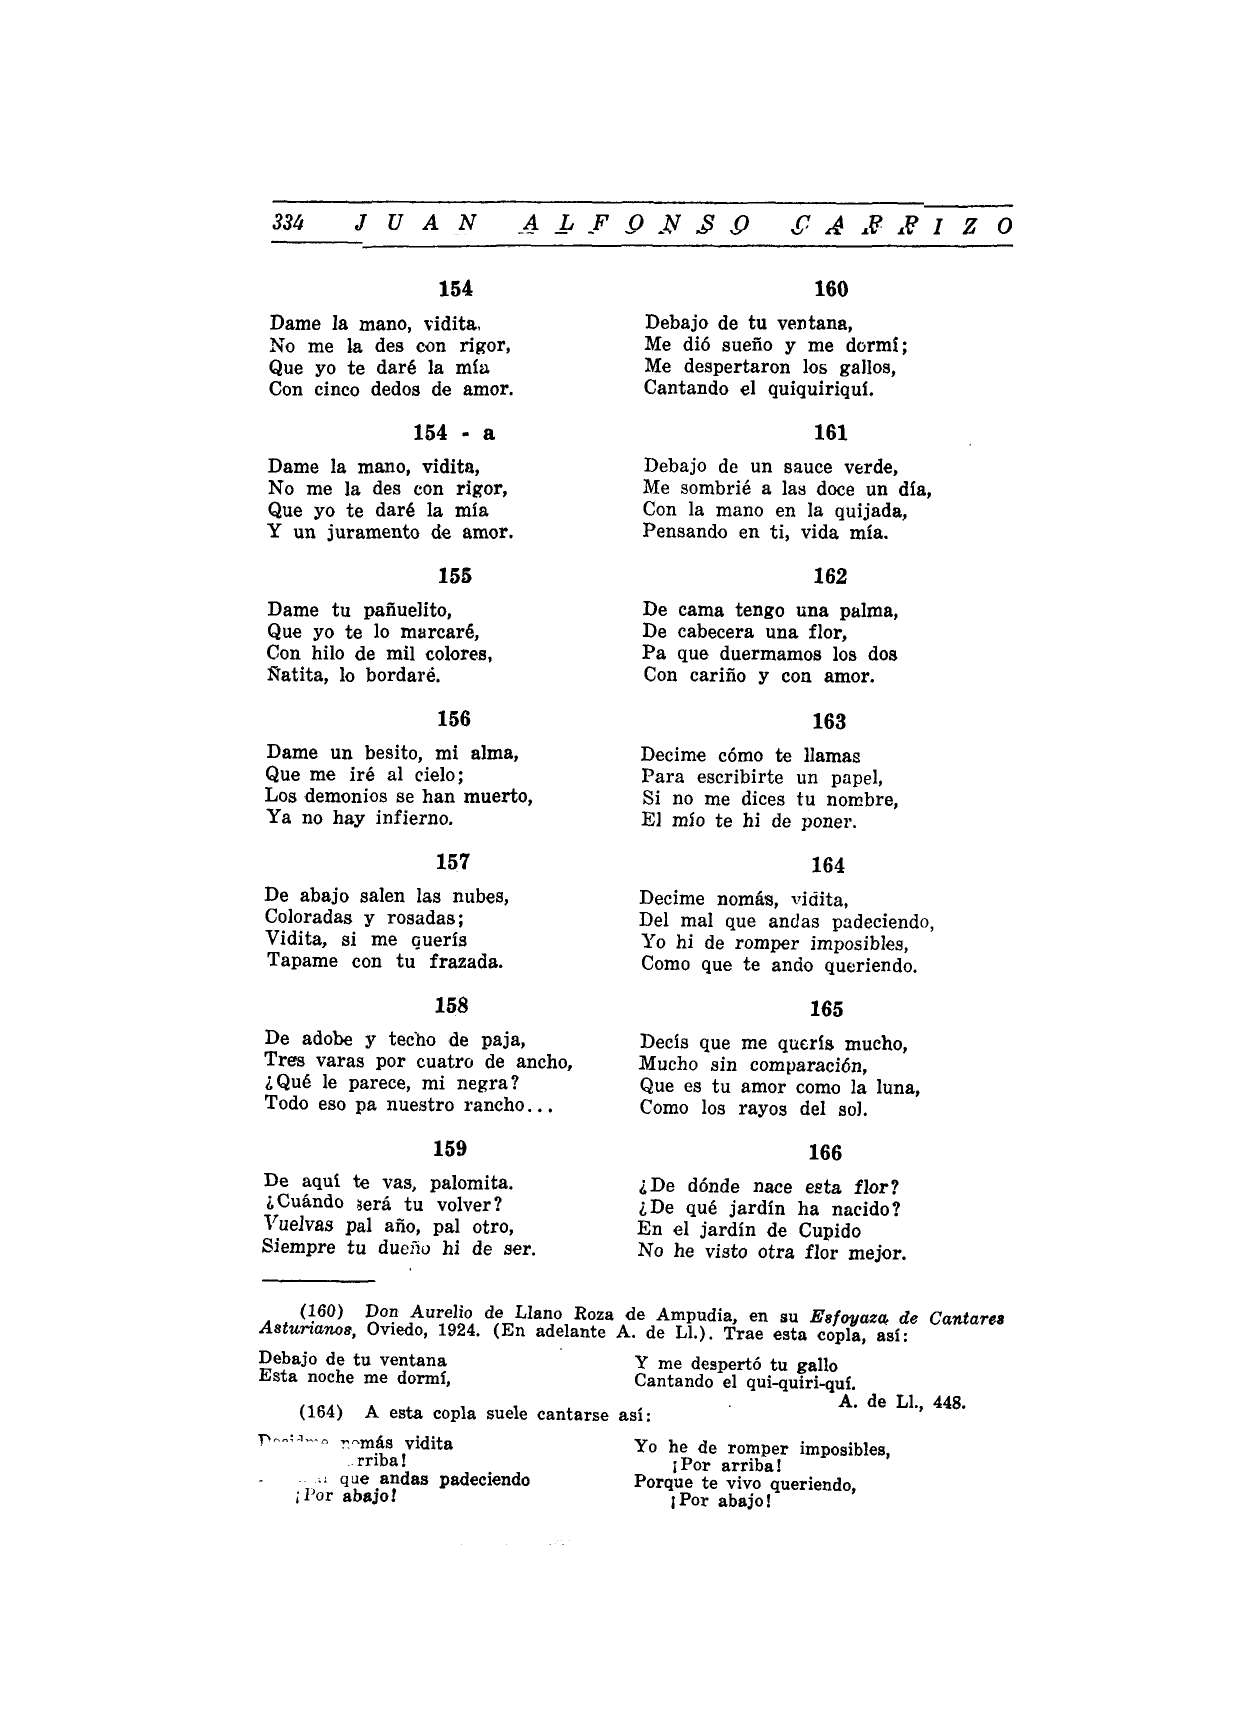 334 JUAN ALFONSO CARRIZO
154
Dame la mano, vidita,
No me la des con rigor,
Que yo te daré la mía
Con cinco dedos de amor.
154 - a
Dame la mano, vidita,
No me la des con rigor,
Que yo te daré la mía
Y un juramento de amor.
155
Dame tu pañuelito,
Que yo te lo marcaré,
Con hilo de mil colores,
Ñatita, lo bordaré.
156
Dame un besito, mi alma,
Que me iré al cielo;
Los demonios se han muerto,
Ya no hay infierno.
157
De abajo salen las nubes,
Coloradas y rosadas;
Vidita, si me querís
Tapame con tu frazada.
158
De adobe y techo de paja,
Tres varas por cuatro de ancho,
¿Qué le parece, mi negra?
Todo eso pa nuestro rancho...
159
De aquí te vas, palomita.
¿Cuándo será tu volver?
Vuelvas pal año, pal otro,
Siempre tu dueño hi de ser.
160
Debajo de tu ventana,
Me dió sueño y me dormí;
Me despertaron los gallos,
Cantando el quiquiriquí.
161
Debajo de un sauce verde,
Me sombrié a las doce un día,
Con la mano en la quijada,
Pensando en ti, vida mía.
162
De cama tengo una palma,
De cabecera una flor,
Pa que duermamos los dos
Con cariño y con amor.
163
Decime cómo te llamas
Para escribirte un papel,
Si no me dices tu nombre,
El mío te hi de poner.
164
Decime nomás, vidita,
Del mal que andas padeciendo,
Yo hi de romper imposibles,
Como que te ando queriendo.
165
Decís que me querís mucho,
Mucho sin comparación,
Que es tu amor como la luna,
Como los rayos del sol.
166
¿De dónde nace esta flor?
¿De qué jardín ha nacido?
En el jardín de Cupido
No he visto otra flor mejor.
(160) Don Aurelio de Llano Roza de Ampudia, en su Esfoyaza de Cantares
Asturianos, Oviedo, 1924. (En adelante A. de Ll.). Trae esta copla, así:
Debajo de tu ventana
Esta noche me dormí,
Y me despertó tu gallo
Cantando el qui-quiri-quí.
A. de Ll., 448.
(164) A esta copla suele cantarse así:
nomás vidita
rriba!
que andas padeciendo
¡Por abajo!
Yo he de romper imposibles,
¡Por arriba!
Porque te vivo queriendo,
¡Por abajo!